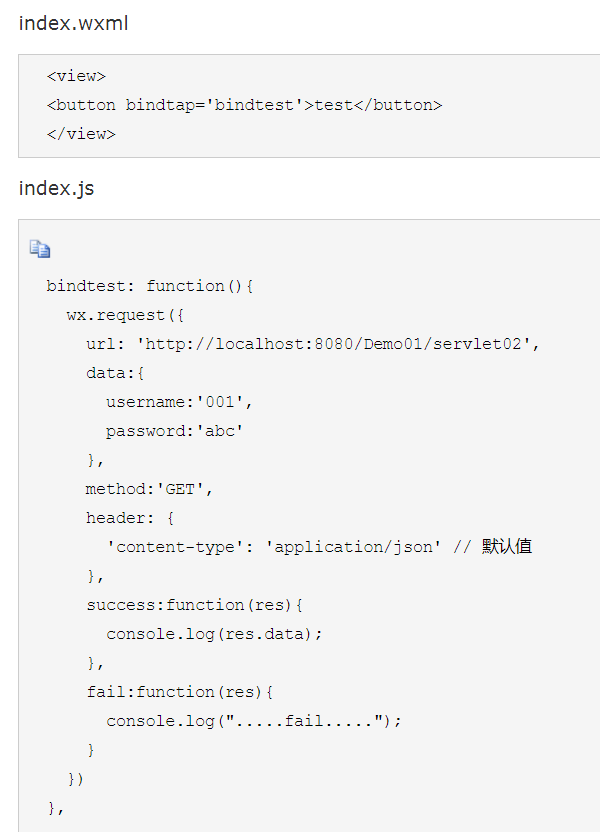 index.wxml
<view>
<button bindtap='bindtest'>test</button>
</view>
index.js
bindtest: function(){
wx.request({
url: 'http://localhost:8080/Demo01/servlet02',
data:{
username:'001',
password:'abc'
},
method:'GET',
header: {
'content-type': 'application/json' // 默认值
},
success:function(res){
console.log(res.data);
},
fail:function(res){
console.log(".....fail.....");
}
})
},